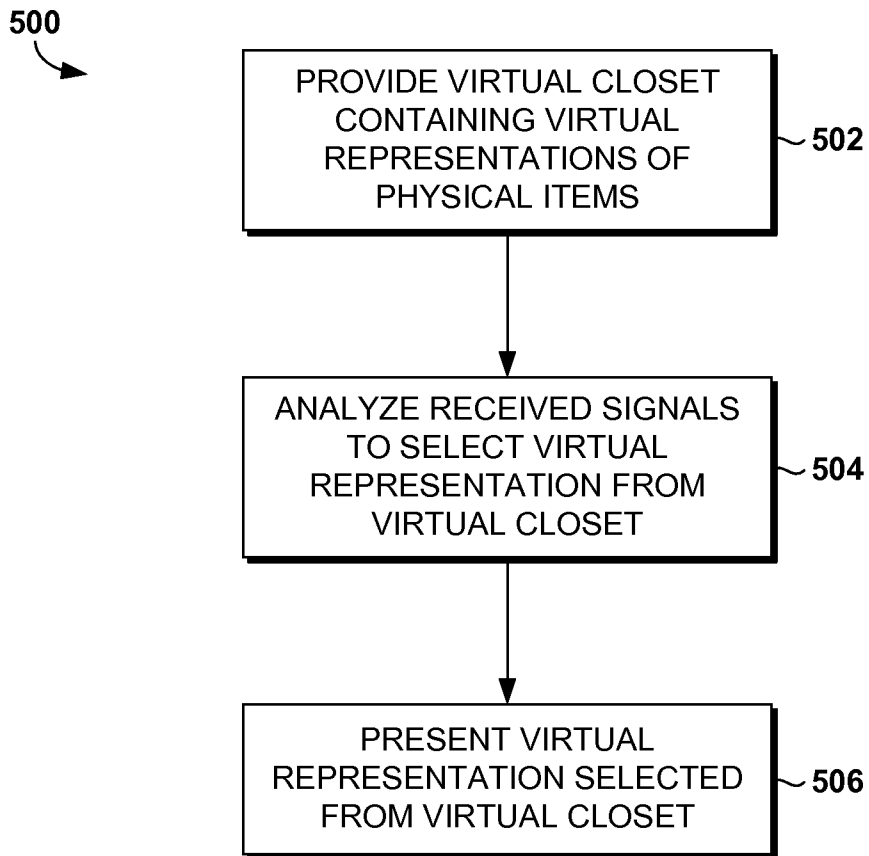 500
PROVIDE VIRTUAL CLOSET
CONTAINING VIRTUAL
REPRESENTATIONS OF
PHYSICAL ITEMS
502
ANALYZE RECEIVED SIGNALS
TO SELECT VIRTUAL
REPRESENTATION FROM
VIRTUAL CLOSET
504
PRESENT VIRTUAL
REPRESENTATION SELECTED
FROM VIRTUAL CLOSET
506